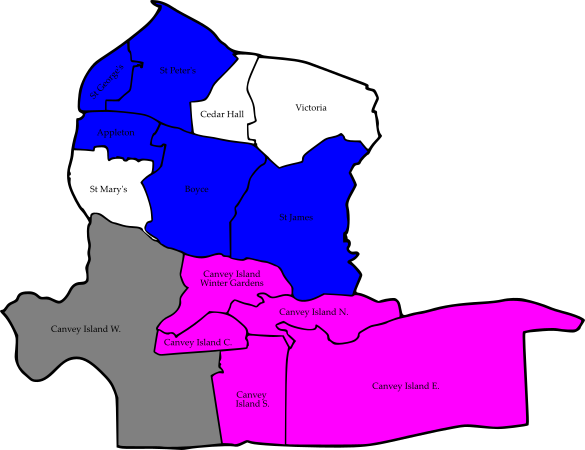 St Peter's
St George's
Cedar Hall
Victoria
Appleton
St Mary's
Boyce
St James
Canvey Island
Winter Gardens
Canvey Island N.
Canvey Island W.
Canvey Island C.
Canvey Island E.
Canvey
Island S.